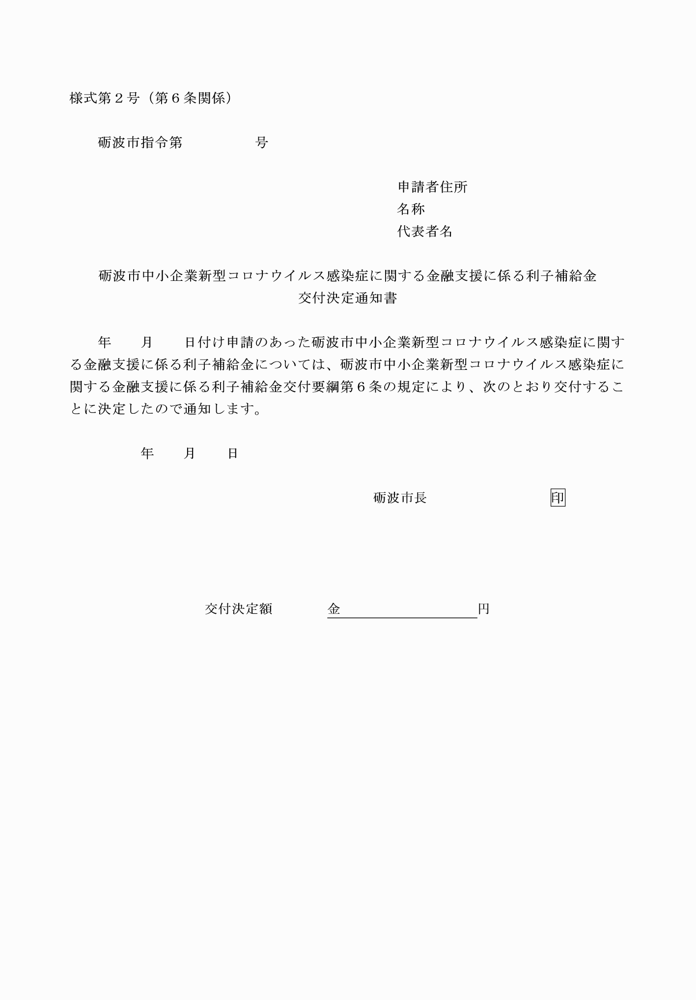 様式第２号（第６条関係）
砺波市指令第　　　　　号
申請者住所
名称
代表者名
砺波市中小企業新型コロナウイルス感染症に関する金融支援に係る利子補給金
交付決定通知書
年　　月　　日付け申請のあった砺波市中小企業新型コロナウイルス感染症に関す
る金融支援に係る利子補給金については、砺波市中小企業新型コロナウイルス感染症に
関する金融支援に係る利子補給金交付要綱第６条の規定により、次のとおり交付するこ
とに決定したので通知します。
年　　月　　日
砺波市長　　　　　　　　　印
交付決定額　　　　金　　　　　　　　　　円